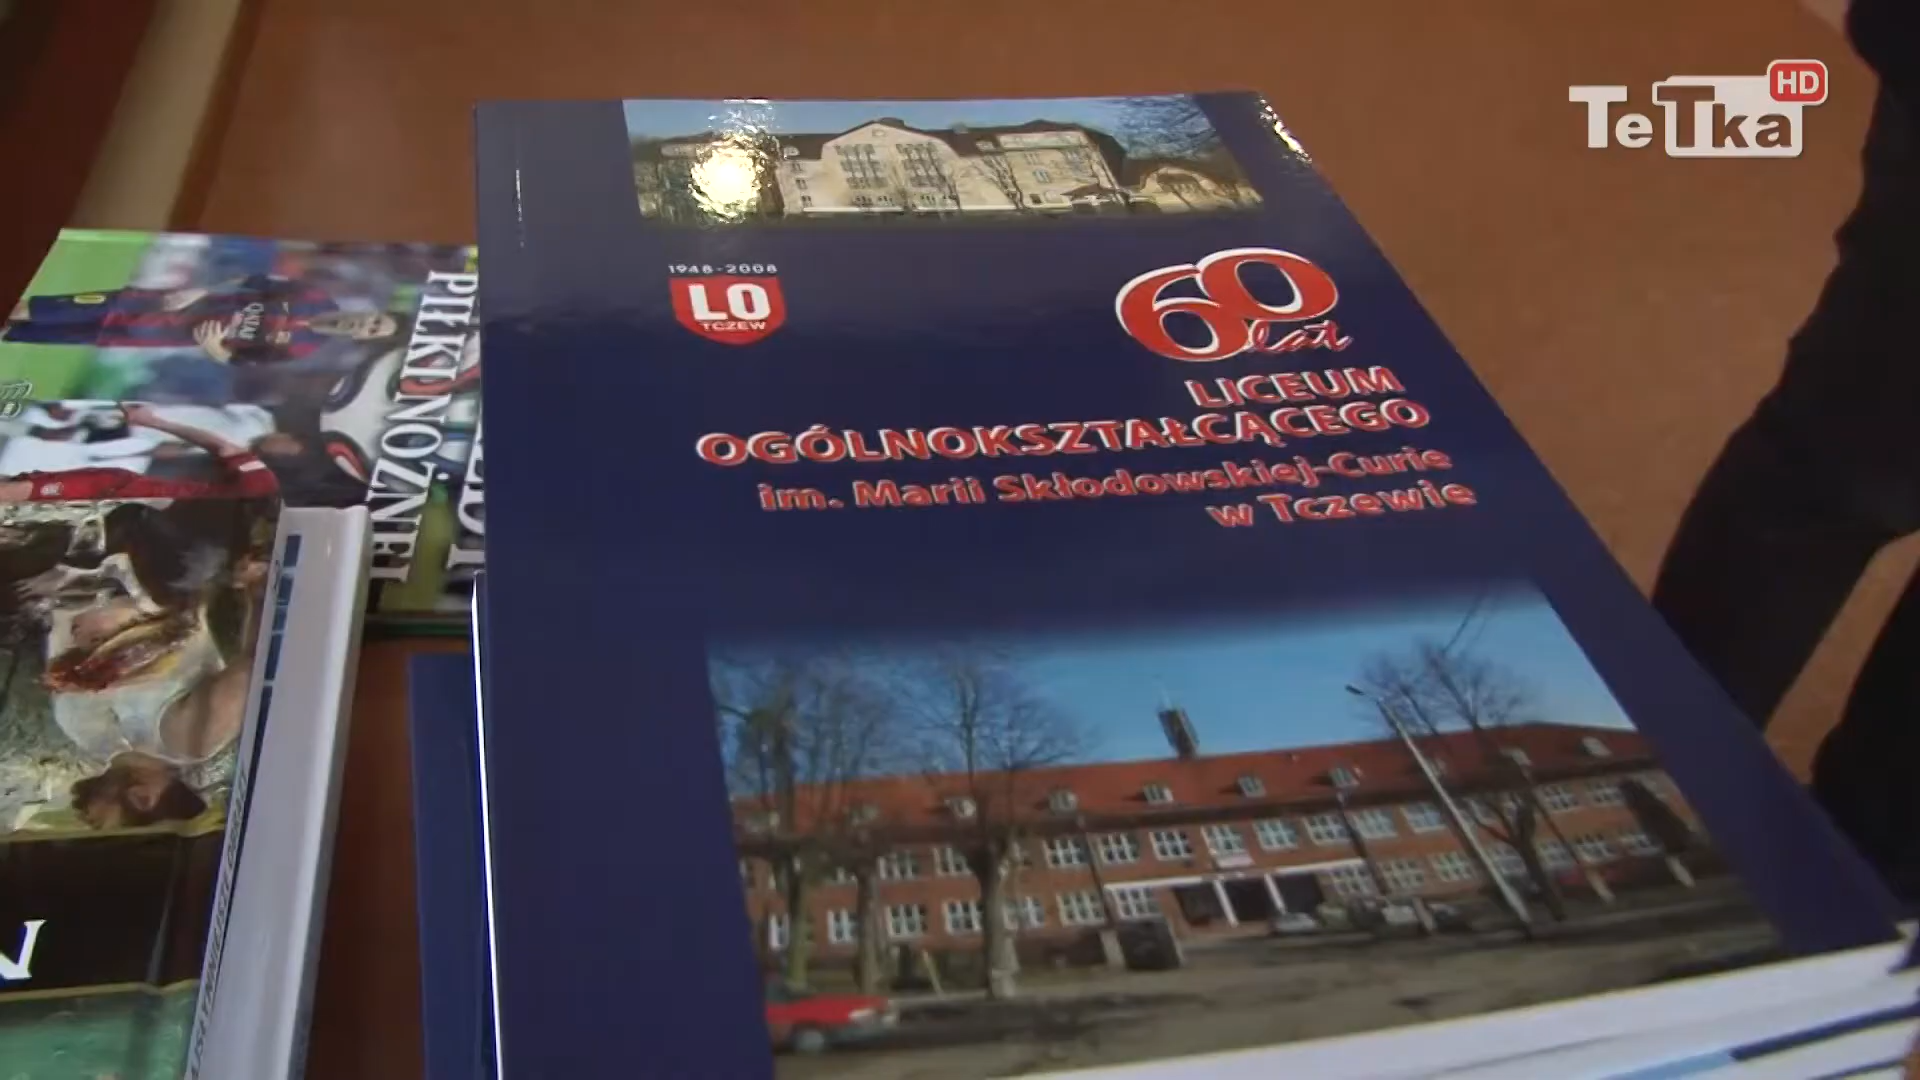 TeTka HD
1948-2008
LO
TCZEW
60
lat
LICEUM
OGÓLNOKSZTAŁCĄCEGO
im. Marii Skłodowskiej-Curie
w Tczewie
PIŁKI NOŻNEJ